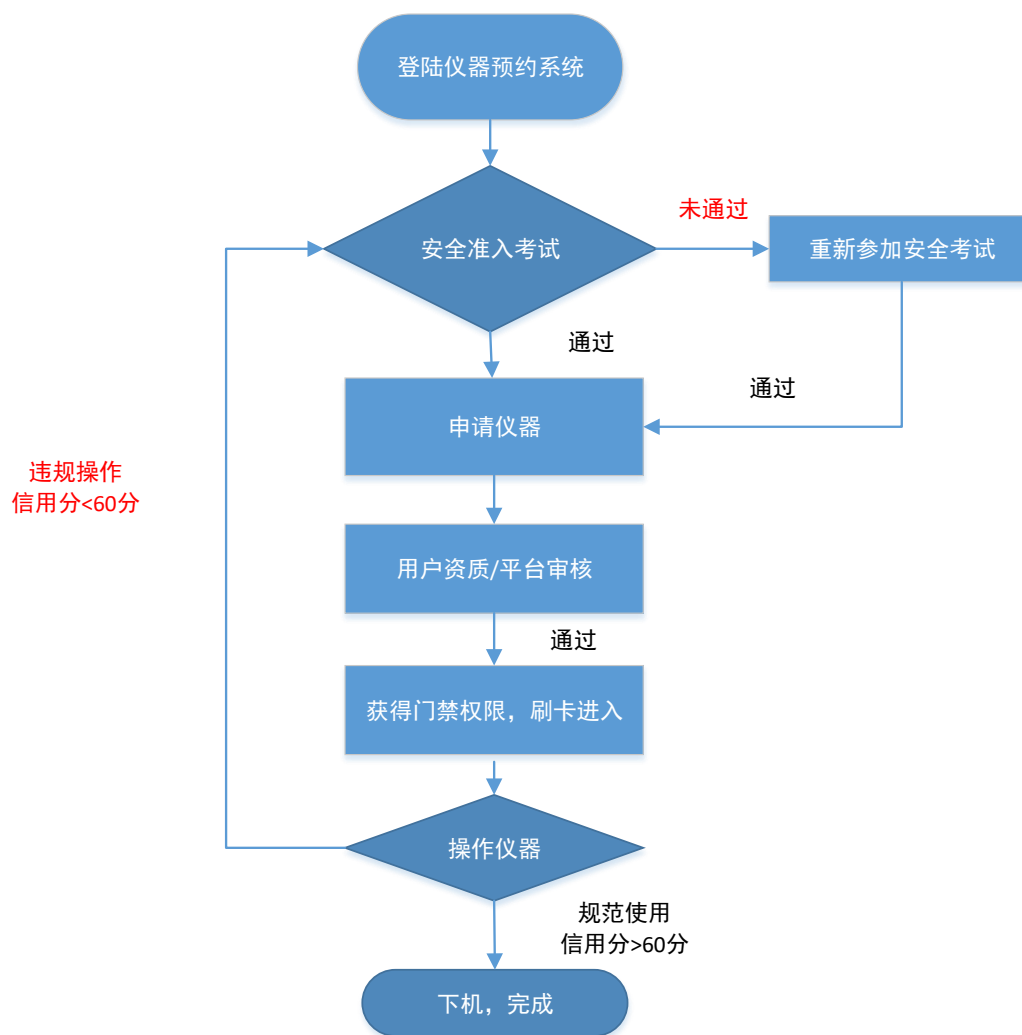 登陆仪器预约系统
未通过
安全准入考试
重新参加安全考试
通过
通过
申请仪器
违规操作
信用分<60分
用户资质/平台审核
通过
获得门禁权限，刷卡进入
操作仪器
规范使用
信用分>60分
下机，完成